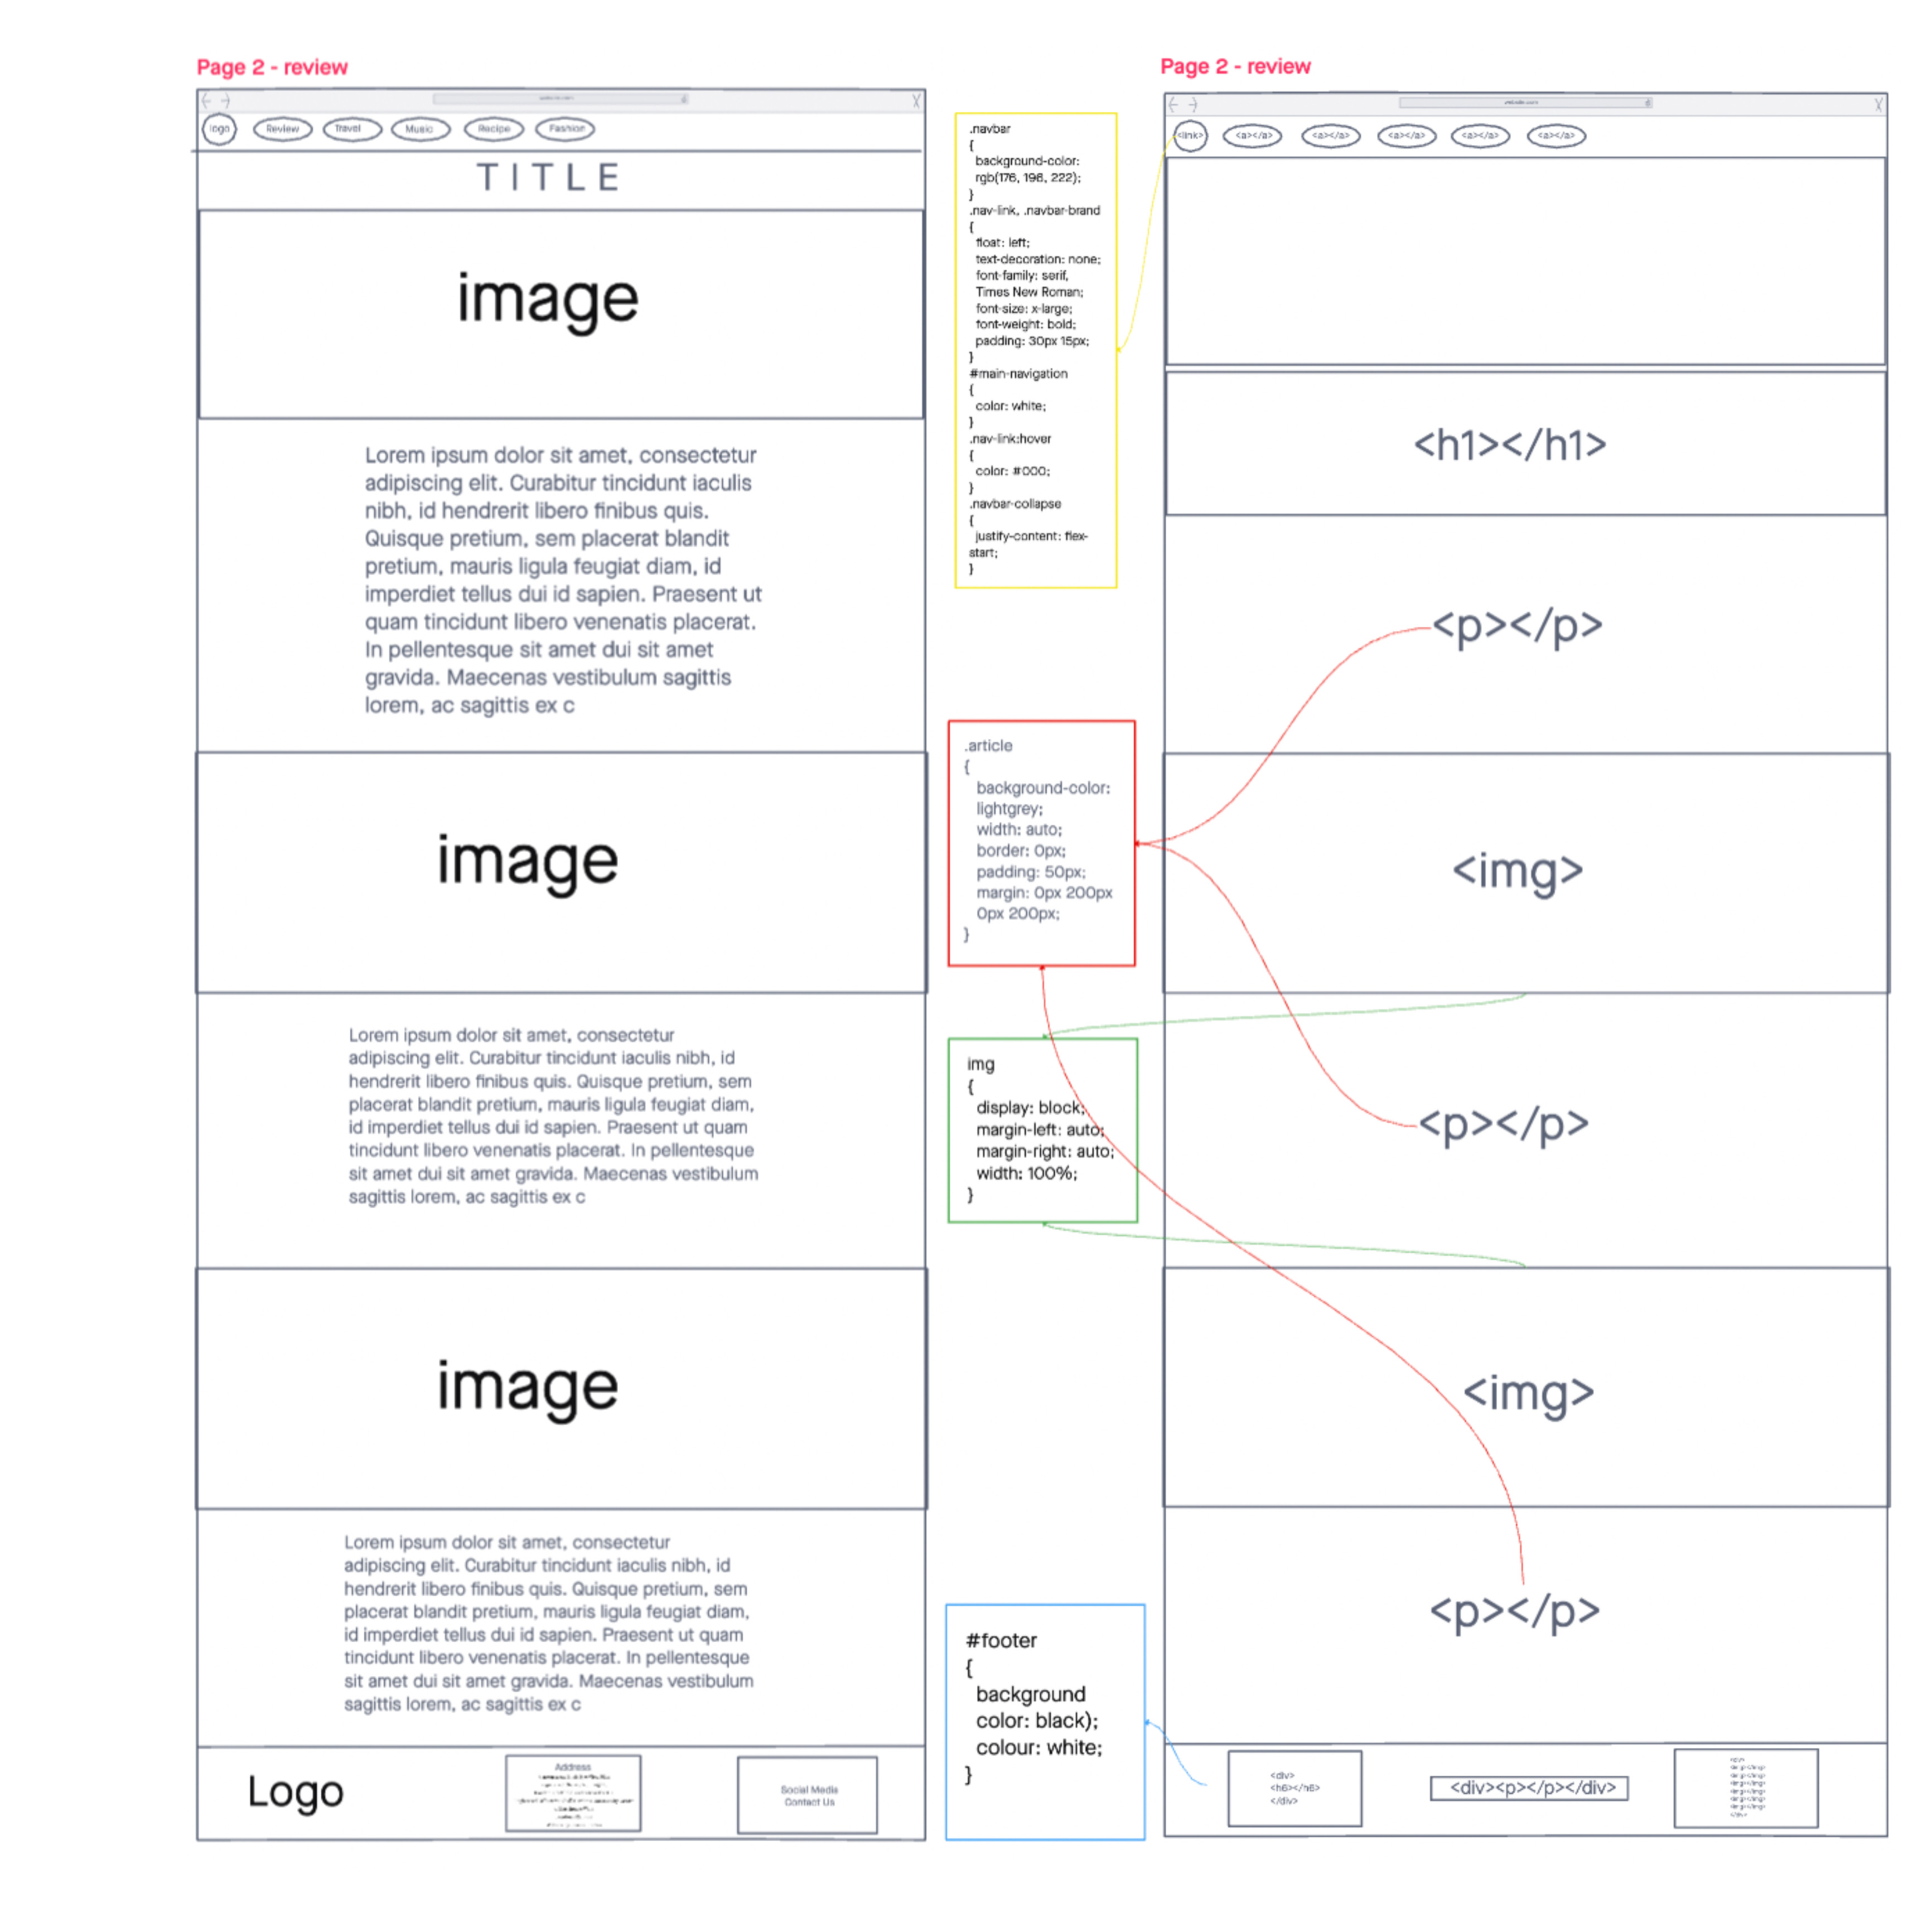 Page 2 - review
website.com
logo
Review
Travel
Music
Recipe
Fashion
TITLE
image
Lorem ipsum dolor sit amet, consectetur
adipiscing elit. Curabitur tincidunt iaculis
nibh, id hendrerit libero finibus quis.
Quisque pretium, sem placerat blandit
pretium, mauris ligula feugiat diam, id
imperdiet tellus dui id sapien. Praesent ut
quam tincidunt libero venenatis placerat.
In pellentesque sit amet dui sit amet
gravida. Maecenas vestibulum sagittis
lorem, ac sagittis ex c
image
Lorem ipsum dolor sit amet, consectetur
adipiscing elit. Curabitur tincidunt iaculis nibh, id
hendrerit libero finibus quis. Quisque pretium, sem
placerat blandit pretium, mauris ligula feugiat diam,
id imperdiet tellus dui id sapien. Praesent ut quam
tincidunt libero venenatis placerat. In pellentesque
sit amet dui sit amet gravida. Maecenas vestibulum
sagittis lorem, ac sagittis ex c
image
Lorem ipsum dolor sit amet, consectetur
adipiscing elit. Curabitur tincidunt iaculis nibh, id
hendrerit libero finibus quis. Quisque pretium, sem
placerat blandit pretium, mauris ligula feugiat diam,
id imperdiet tellus dui id sapien. Praesent ut quam
tincidunt libero venenatis placerat. In pellentesque
sit amet dui sit amet gravida. Maecenas vestibulum
sagittis lorem, ac sagittis ex c
Logo
Address
Social Media
Contact Us
.navbar
{
background-color:
rgb(176, 196, 222);
}
.nav-link, .navbar-brand
{
float: left;
text-decoration: none;
font-family: serif,
Times New Roman;
font-size: x-large;
font-weight: bold;
padding: 30px 15px;
}
#main-navigation
{
color: white;
}
.nav-link:hover
{
color: #000;
}
.navbar-collapse
{
justify-content: flex-
start;
}
.article
{
background-color:
lightgrey;
width: auto;
border: 0px;
padding: 50px;
margin: 0px 200px
0px 200px;
}
img
{
display: block;
margin-left: auto;
margin-right: auto;
width: 100%;
}
#footer
{
background
color: black);
colour: white;
}
Page 2 - review
website.com
<link>
<a></a>
<a></a>
<a></a>
<a></a>
<a></a>
<h1></h1>
<p></p>
<img>
<p></p>
<img>
<p></p>
<div>
<h6></h6>
</div>
<div><p></p></div>